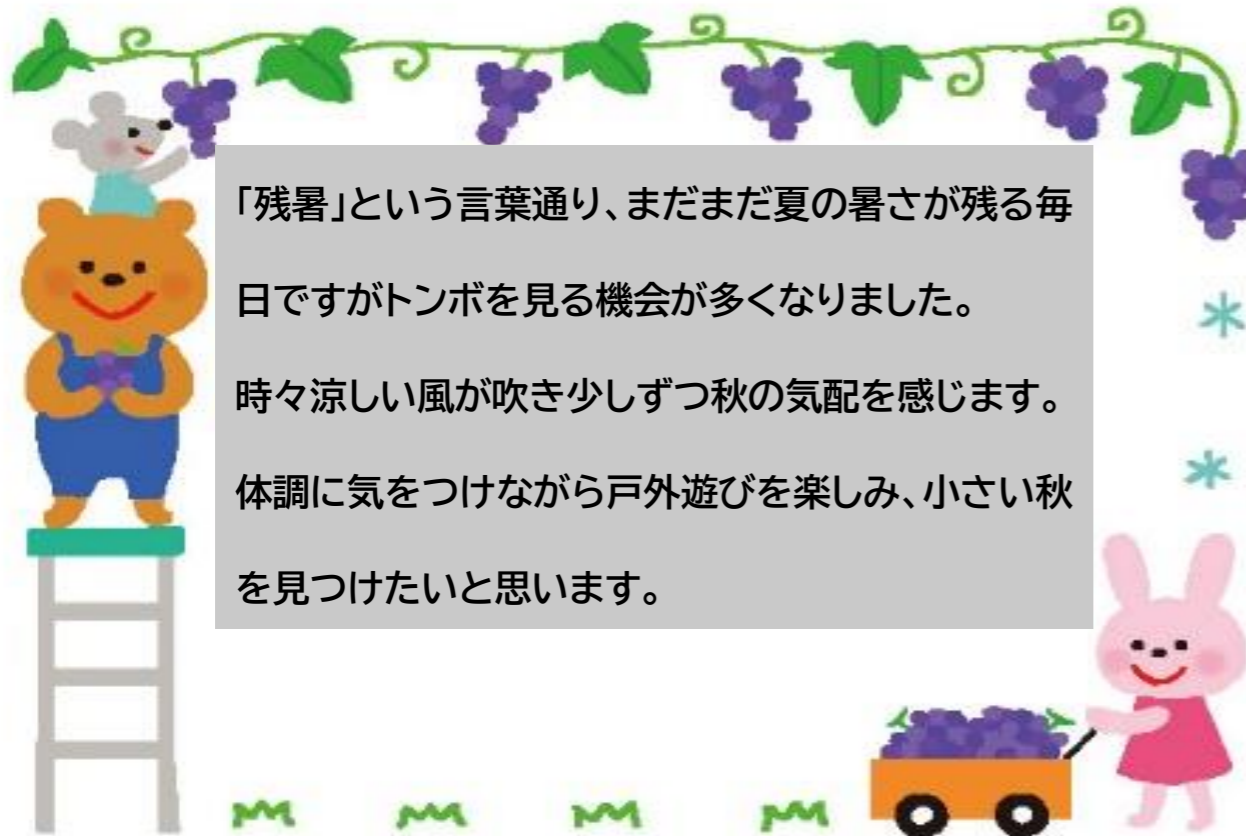 「残暑」という言葉通り、まだまだ夏の暑さが残る毎
日ですがトンボを見る機会が多くなりました。
時々涼しい風が吹き少しずつ秋の気配を感じます。
体調に気をつけながら戸外遊びを楽しみ、小さい秋
を見つけたいと思います。